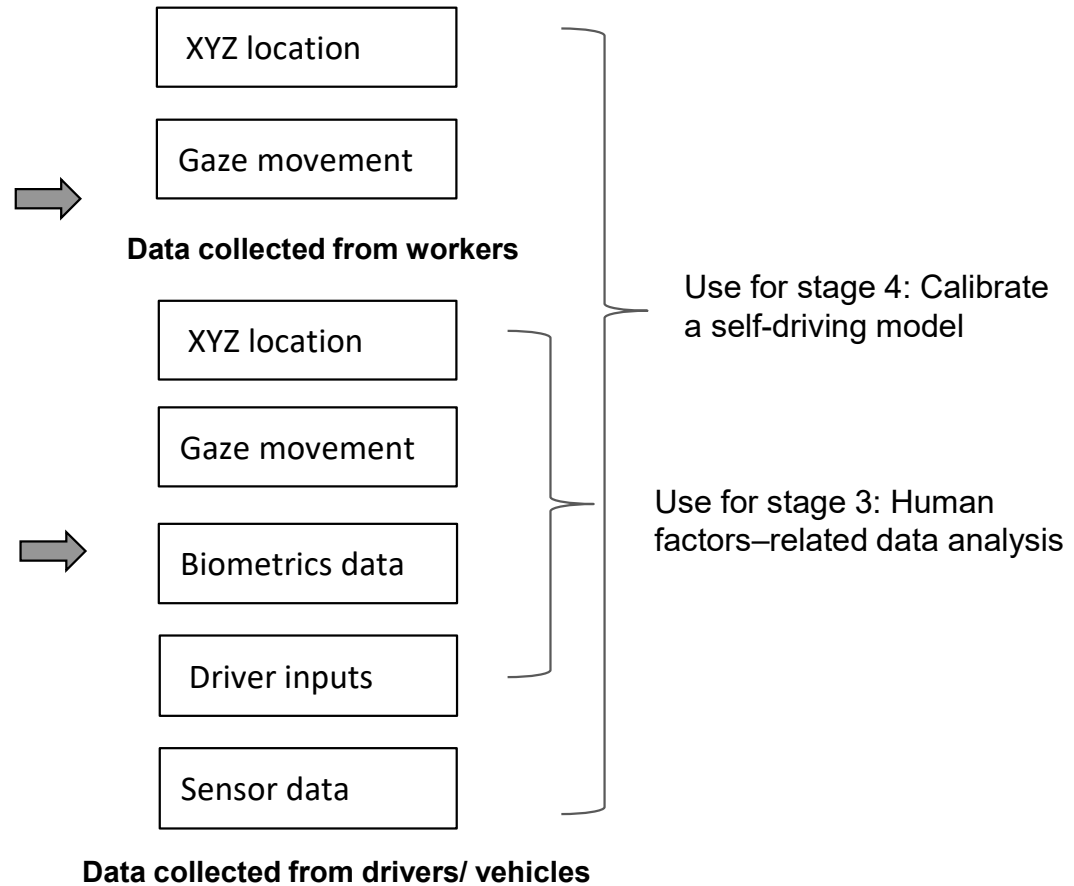 XYZ location
Gaze movement
Data collected from workers
XYZ location
Gaze movement
Biometrics data
Driver inputs
Sensor data
Data collected from drivers/ vehicles
Use for stage 4: Calibrate
a self-driving model
Use for stage 3: Human
factors–related data analysis